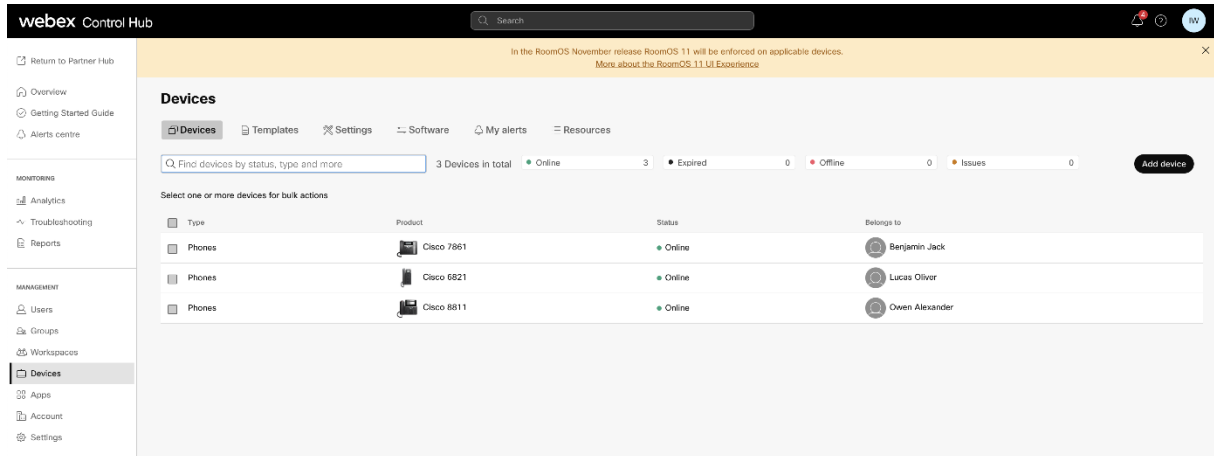 webex Control Hub
Search
4
IW
Return to Partner Hub
Overview
Getting Started Guide
Alerts centre
MONITORING
Analytics
Troubleshooting
Reports
MANAGEMENT
Users
Groups
Workspaces
Devices
Apps
Account
Settings
In the RoomOS November release RoomOS 11 will be enforced on applicable devices.
More about the RoomOS 11 UI Experience
Devices
Devices Templates Settings Software My alerts Resources
Find devices by status, type and more 3 Devices in total Online 3 Expired 0 Offline 0 Issues 0 Add device
Select one or more devices for bulk actions
Type Product Status Belongs to
Phones Cisco 7861 Online Benjamin Jack
Phones Cisco 6821 Online Lucas Oliver
Phones Cisco 8811 Online Owen Alexander